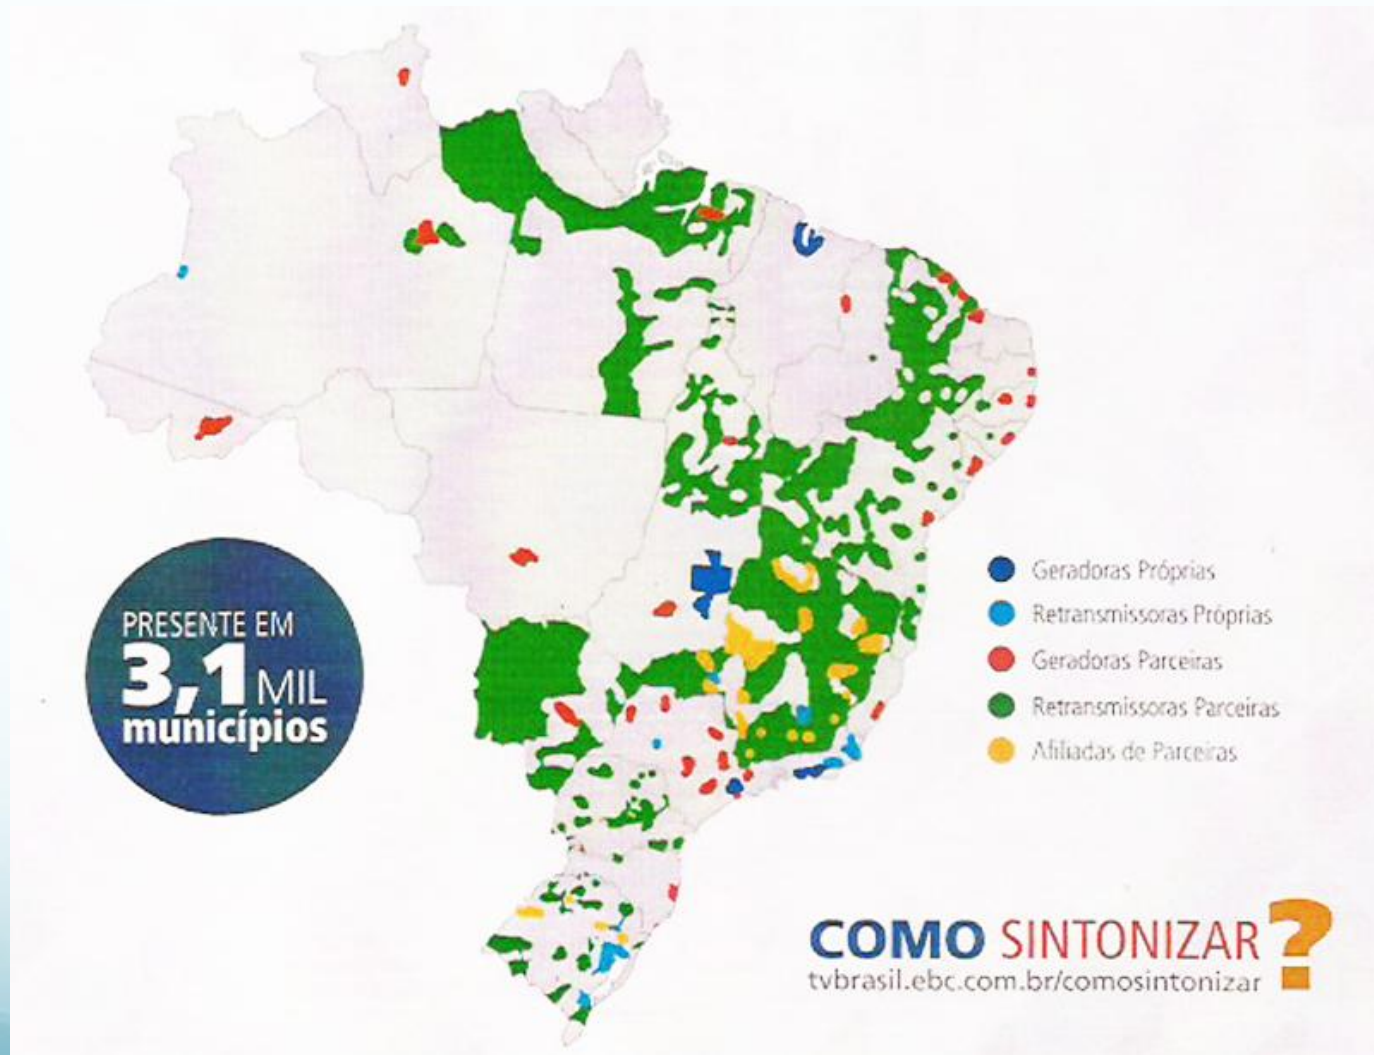 PRESENTE EM
3,1 MIL
municípios
Geradoras Próprias
Retransmissoras Próprias
Geradoras Parceiras
Retransmissoras Parceiras
Afiliadas de Parceiras
COMO SINTONIZAR?
tvbrasil.ebc.com.br/comosintonizar